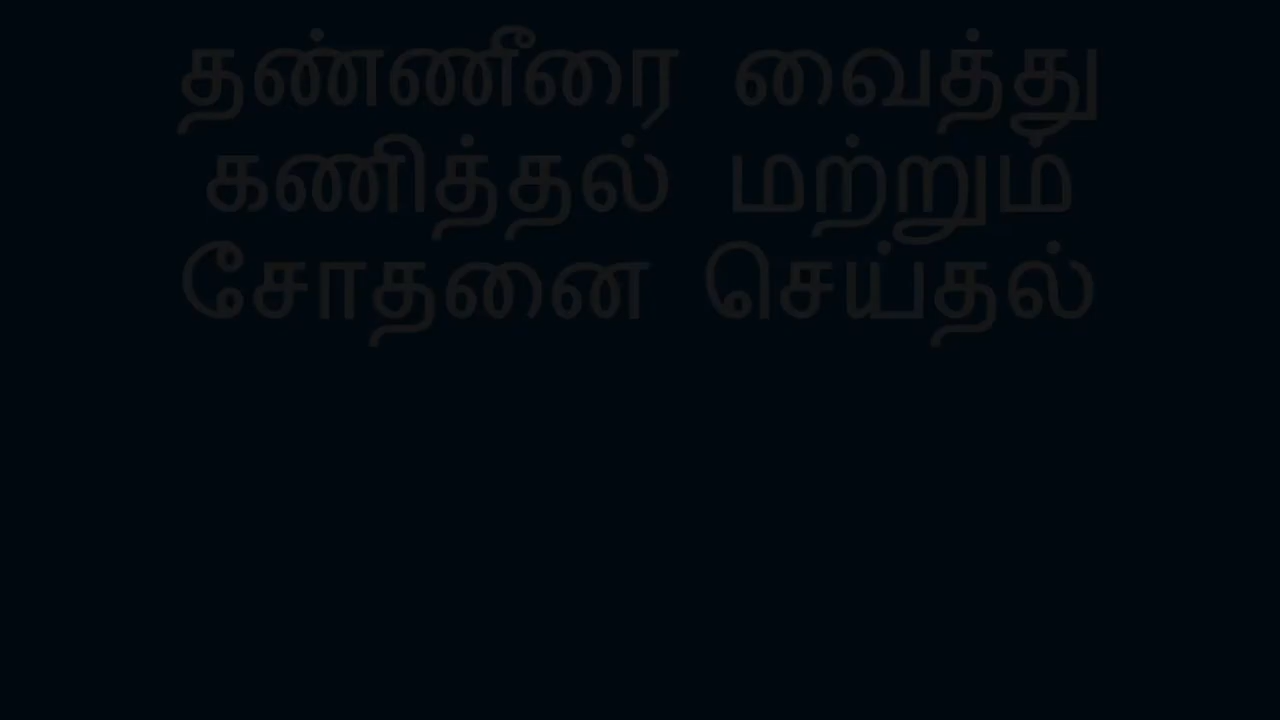 தண்ணீரை வைத்து
கணித்தல் மற்றும்
சோதனை செய்தல்